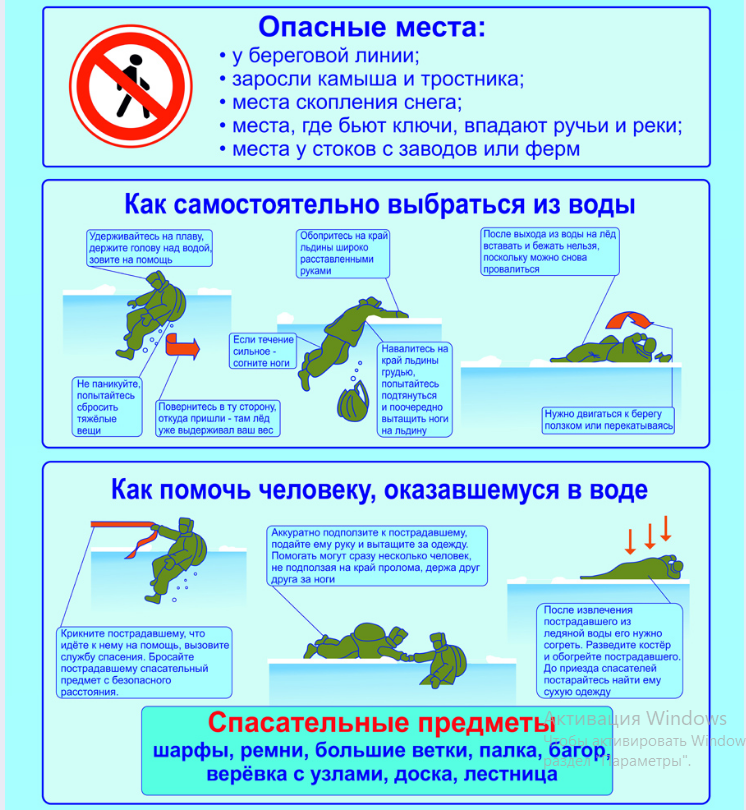 Опасные места:
• у береговой линии;
• заросли камыша и тростника;
• места скопления снега;
• места, где бьют ключи, впадают ручьи и реки;
• места у стоков с заводов или ферм
Как самостоятельно выбраться из воды
Удерживайтесь на плаву,
держите голову над водой,
зовите на помощь
Не паникуйте,
попытайтесь
сбросить
тяжёлые
вещи
Повернитесь в ту сторону,
откуда пришли - там лёд
уже выдерживал ваш вес
Обопритесь на край
льдины широко
расставленными
руками
Если течение
сильное -
согните ноги
Навалитесь на
край льдины
грудью,
попытайтесь
подтянуться
и поочередно
вытащить ноги
на льдину
После выхода из воды на лёд
вставать и бежать нельзя,
поскольку можно снова
провалиться
Нужно двигаться к берегу
ползком или перекатываясь
Как помочь человеку, оказавшемуся в воде
Крикните пострадавшему, что
идёте к нему на помощь, вызовите
службу спасения. Бросайте
пострадавшему спасательный
предмет с безопасного
расстояния.
Аккуратно подползите к пострадавшему,
подайте ему руку и вытащите за одежду.
Помогать могут сразу несколько человек,
не подползая на край пролома, держа друг
друга за ноги
После извлечения
пострадавшего из
ледяной воды его нужно
согреть. Разведите костёр
и обогрейте пострадавшего.
До приезда спасателей
постарайтесь найти ему
сухую одежду
Спасательные предметы
шарфы, ремни, большие ветки, палка, багор,
верёвка с узлами, доска, лестница
Активация Windows
Чтобы активировать Window
раздел "Параметры".